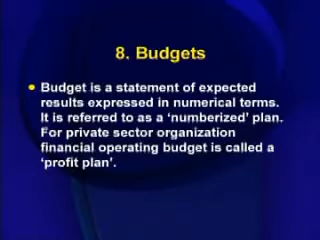 8. Budgets
Budget is a statement of expected
results expressed in numerical terms.
It is referred to as a ‘numberized’ plan.
For private sector organization
financial operating budget is called a
‘profit plan’.